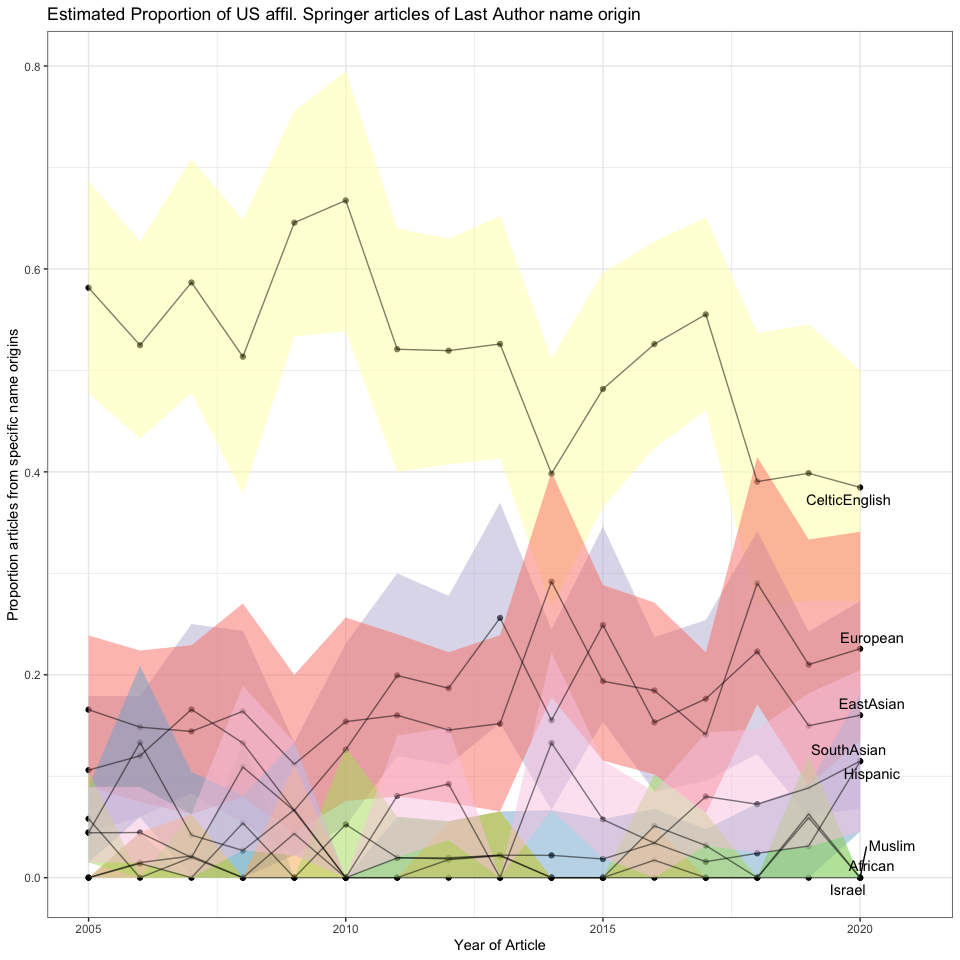 Estimated Proportion of US affil. Springer articles of Last Author name origin
Proportion articles from specific name origins
0.8
0.6
0.4
0.2
0.0
CelticEnglish
European
EastAsian
SouthAsian
Hispanic
Muslim
African
Israel
2005
2010
2015
2020
Year of Article